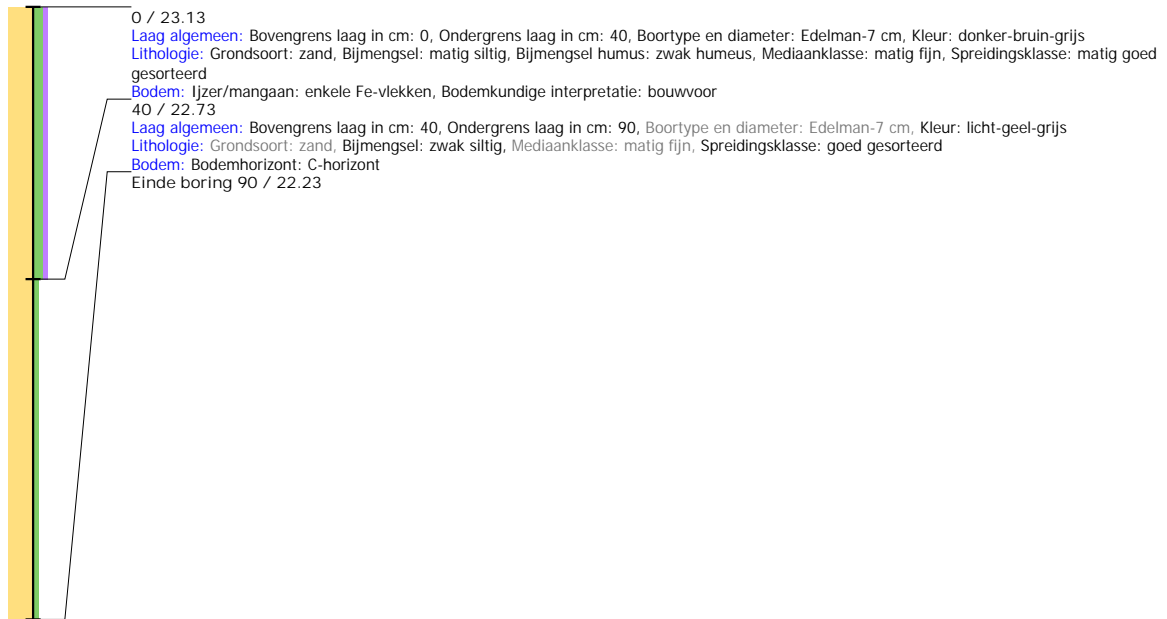 0 / 23.13
Laag algemeen: Bovengrens laag in cm: 0, Ondergrens laag in cm: 40, Boortype en diameter: Edelman-7 cm, Kleur: donker-bruin-grijs
Lithologie: Grondsoort: zand, Bijmengsel: matig siltig, Bijmengsel humus: zwak humeus, Mediaanklasse: matig fijn, Spreidingsklasse: matig goed
gesorteerd
Bodem: Ijzer/mangaan: enkele Fe-vlekken, Bodemkundige interpretatie: bouwvoor
40 / 22.73
Laag algemeen: Bovengrens laag in cm: 40, Ondergrens laag in cm: 90, Boortype en diameter: Edelman-7 cm, Kleur: licht-geel-grijs
Lithologie: Grondsoort: zand, Bijmengsel: zwak siltig, Mediaanklasse: matig fijn, Spreidingsklasse: goed gesorteerd
Bodem: Bodemhorizont: C-horizont
Einde boring 90 / 22.23